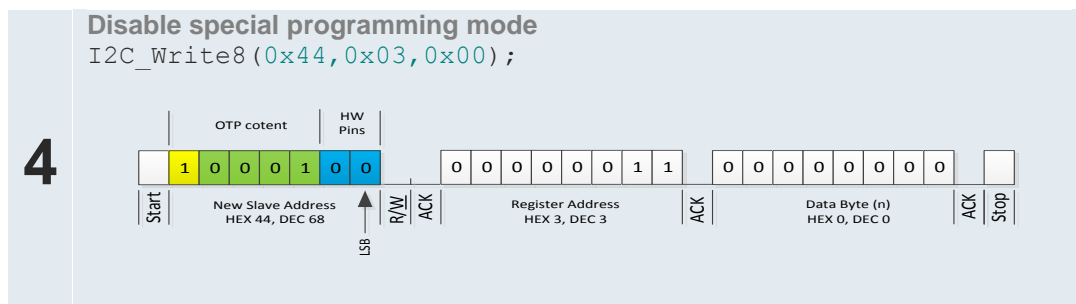 Disable special programming mode
I2C_Write8(0x44,0x03,0x00);
4
OTP cotent
HW
Pins
1 0 0 0 1 0 0
0 0 0 0 0 0 1 1
0 0 0 0 0 0 0 0
Start
New Slave Address
HEX 44, DEC 68
LSB
R/W
ACK
Register Address
HEX 3, DEC 3
ACK
Data Byte (n)
HEX 0, DEC 0
ACK
Stop